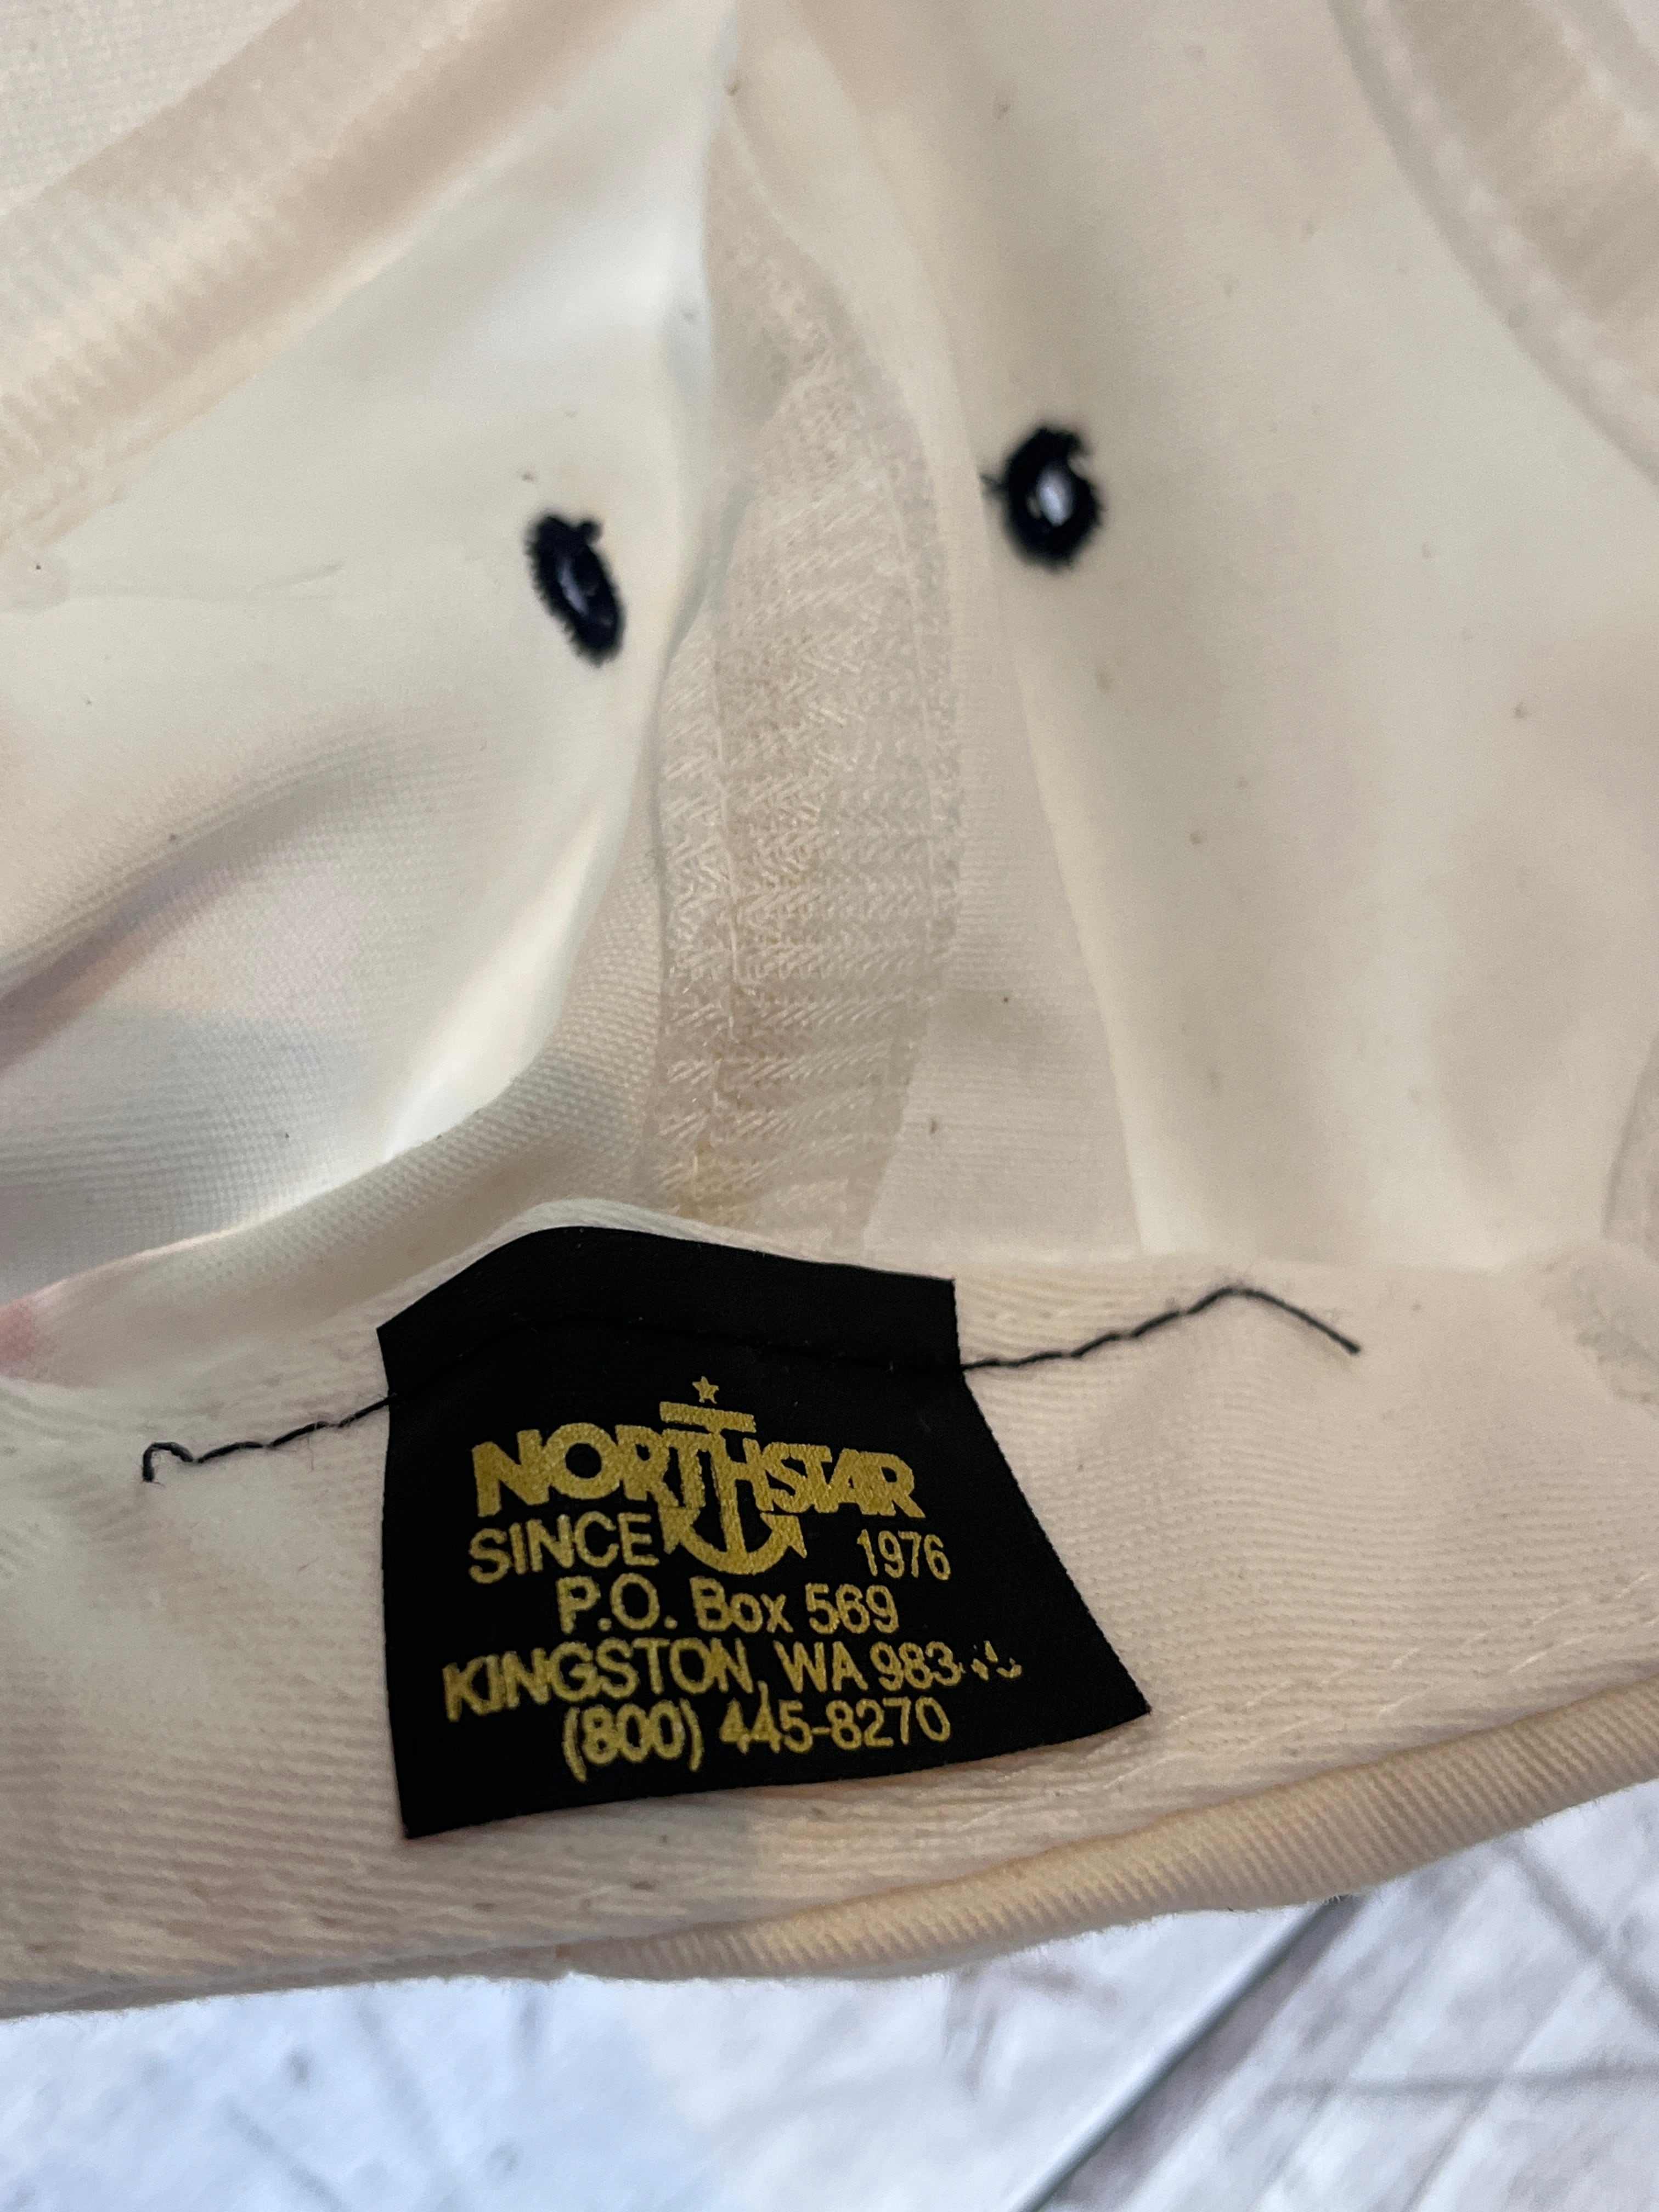 NORTHSTAR
SINCE 1976
P.O. Box 569
KINGSTON, WA
(800) 445-8270